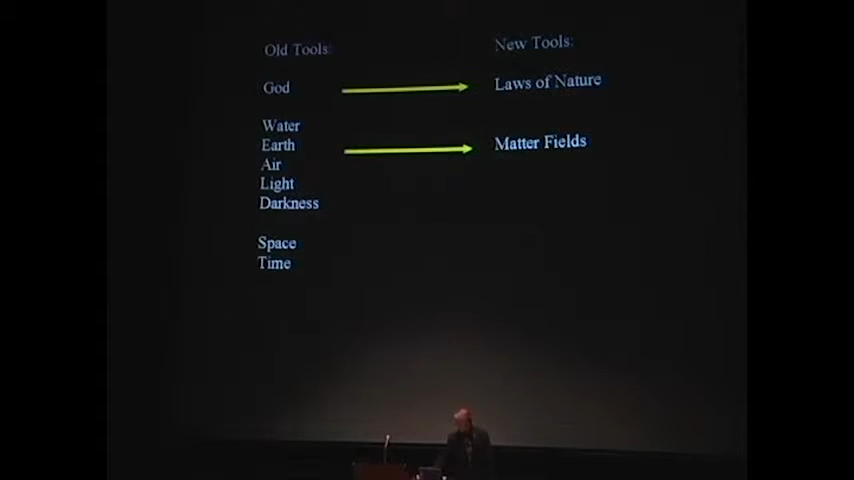 Old Tools:
New Tools:
God
Laws of Nature
Water
Earth
Matter Fields
Air
Light
Darkness
Space
Time